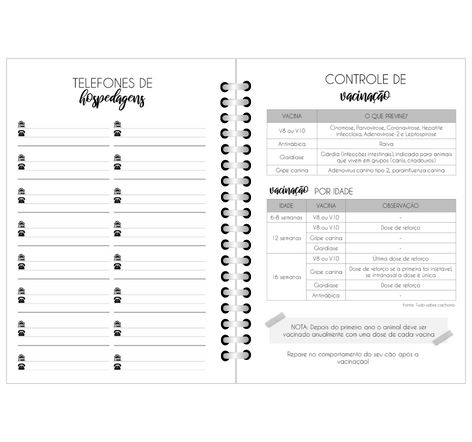 TELEFONES DE
hospedagens
CONTROLE DE
vacinação
VACINA O QUE PREVINE?
V8 ou V10 Cinomose, Parvovirose, Coronavirose, Hepatite
infecciosa, Adenovirose-2 e Leptospirose
Antirrábica Raiva
Giardíase Giárdia (infecções intestinais), indicado para animais
que vivem em grupos (canis, criadouros)
Gripe canina Adenovírus canino tipo 2, parainfluenza canina
vacinação POR IDADE
IDADE VACINA OBSERVAÇÃO
6-8 semanas V8 ou V10 -
12 semanas V8 ou V10 Dose de reforço
Gripe canina -
Giardíase -
16 semanas V8 ou V10 Última dose de reforço
Gripe canina Dose de reforço se a primeira foi injetável,
se intranasal a dose é única
Giardíase Dose de reforço
Antirrábica -
Fonte: Tudo sobre cachorro
NOTA: Depois do primeiro ano o animal deve ser
vacinado anualmente com uma dose de cada vacina
Repare no comportamento do seu cão após a
vacinação!